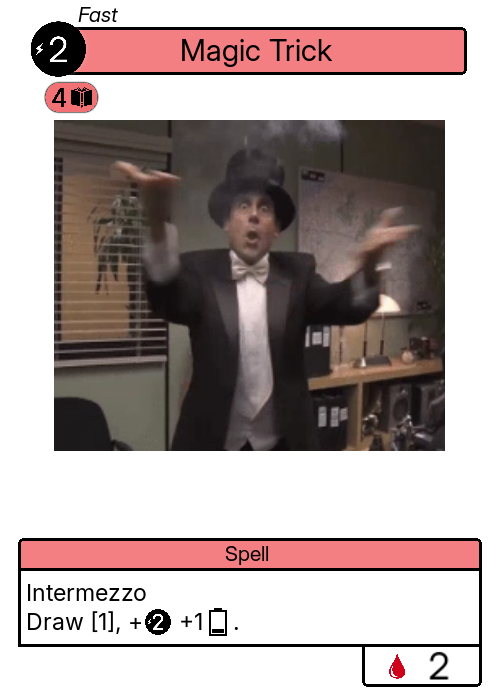 Fast
2
Magic Trick
4
Spell
Intermezzo
Draw [1], +2 +1 .
2